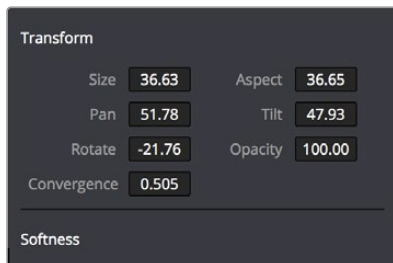 Transform
Size 36.63 Aspect 36.65
Pan 51.78 Tilt 47.93
Rotate -21.76 Opacity 100.00
Convergence 0.505
Softness